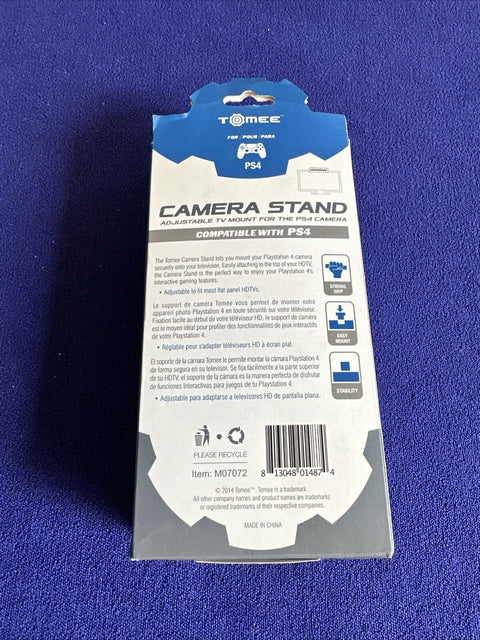 TOMEE™
FOR / POUR / PARA
PS4
CAMERA STAND
ADJUSTABLE TV MOUNT FOR THE PS4 CAMERA
COMPATIBLE WITH PS4
The Tomee Camera Stand lets you mount your Playstation 4 camera
securely onto your television. Easily attaching to the top of your HDTV,
the Camera Stand is the perfect way to enjoy your Playstation 4's
interactive gaming features.
• Adjustable to fit most flat panel HDTVs.
Le support de caméra Tomee vous permet de monter votre
appareil photo Playstation 4 en toute sécurité sur votre téléviseur.
Fixation facile au début de votre téléviseur HD, le support de caméra
est le moyen idéal pour profiter des fonctionnalités de jeux interactifs
de votre Playstation 4.
• Réglable pour s'adapter téléviseurs HD à écran plat.
El soporte de la cámara Tomee le permite montar la cámara Playstation 4
de forma segura en su televisor. Se fija fácilmente a la parte superior
de su HDTV, el soporte de la cámara es la manera perfecta de disfrutar
de funciones interactivas para juegos de tu Playstation 4.
• Adjustable para adaptarse a televisores HD de pantalla plana.
STRONG
GRIP
EASY
MOUNT
STABILITY
PLEASE RECYCLE
Item: M07072
8 13048 01487 4
© 2014 Tomee™. Tomee is a trademark.
All other company names and product names are trademarks
or registered trademarks of their respective companies.
MADE IN CHINA